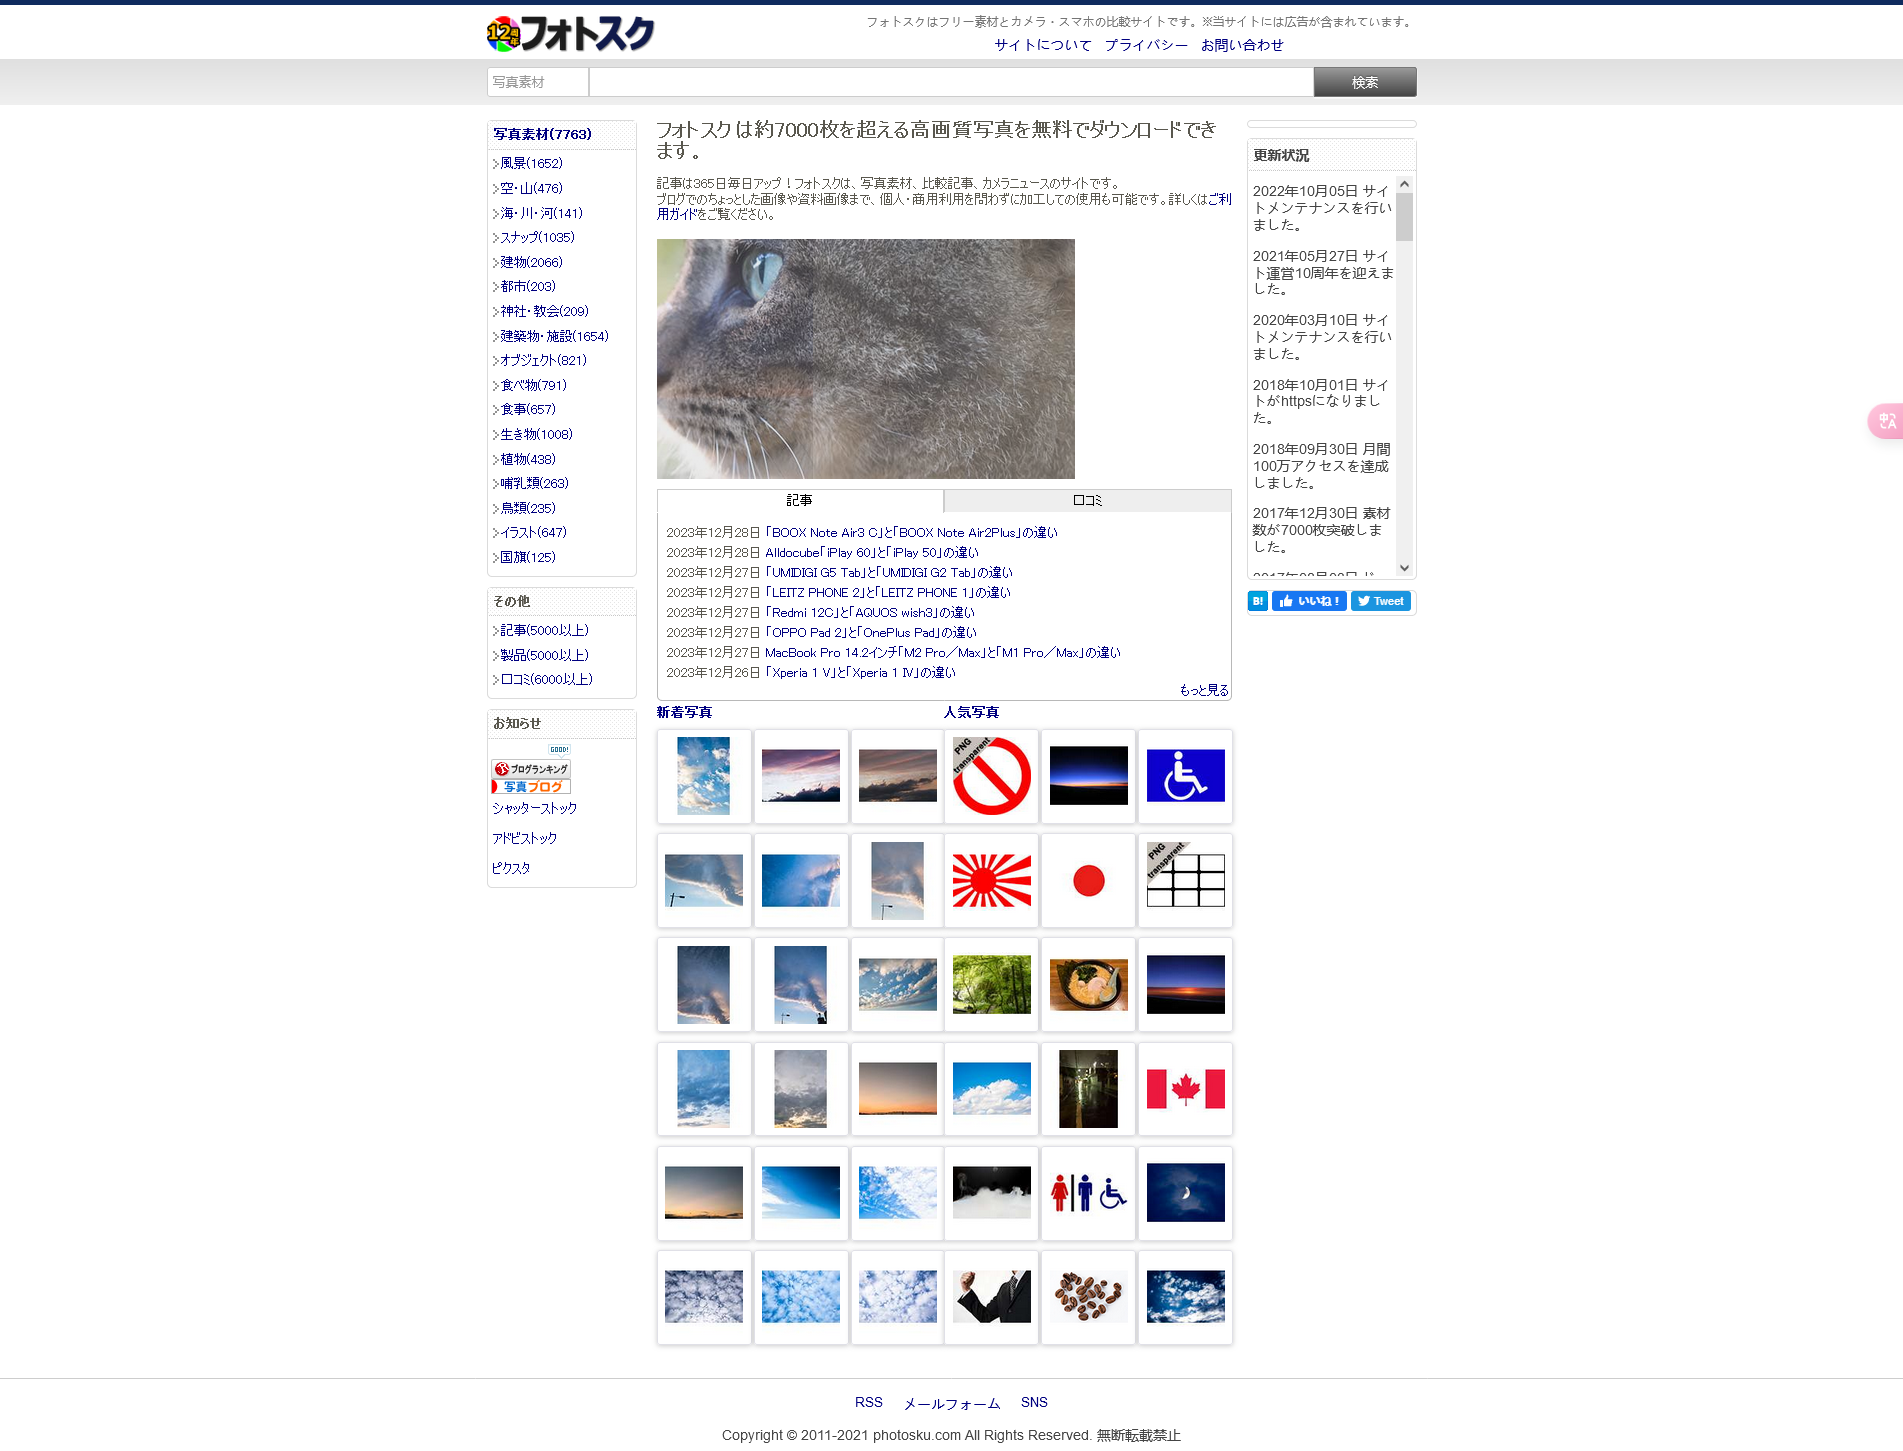 12周年フォトスク
フォトスクはフリー素材とカメラ・スマホの比較サイトです。※当サイトには広告が含まれています。
サイトについて プライバシー お問い合わせ
写真素材
検索
写真素材(7763)
風景(1652)
空・山(476)
海・川・河(141)
スナップ(1035)
建物(2066)
都市(203)
神社・教会(209)
建築物・施設(1654)
オブジェクト(821)
食べ物(791)
食事(657)
生き物(1008)
植物(438)
哺乳類(263)
鳥類(235)
イラスト(647)
国旗(125)
その他
記事(5000以上)
製品(5000以上)
口コミ(6000以上)
お知らせ
GOOD!
ブログランキング
写真ブログ
シャッターストック
アドビストック
ピクスタ
フォトスクは約7000枚を超える高画質写真を無料でダウンロードでき
ます。
記事は365日毎日アップ！フォトスクは、写真素材、比較記事、カメラニュースのサイトです。
ブログでのちょっとした画像や資料画像まで、個人・商用利用を問わずに加工しての使用も可能です。詳しくはご利
用ガイドをご覧ください。
記事
口コミ
2023年12月28日 「BOOX Note Air3 C」と「BOOX Note Air2Plus」の違い
2023年12月28日 Alldocube「iPlay 60」と「iPlay 50」の違い
2023年12月27日 「UMIDIGI G5 Tab」と「UMIDIGI G2 Tab」の違い
2023年12月27日 「LEITZ PHONE 2」と「LEITZ PHONE 1」の違い
2023年12月27日 「Redmi 12C」と「AQUOS wish3」の違い
2023年12月27日 「OPPO Pad 2」と「OnePlus Pad」の違い
2023年12月27日 MacBook Pro 14.2インチ「M2 Pro／Max」と「M1 Pro／Max」の違い
2023年12月26日 「Xperia 1 V」と「Xperia 1 IV」の違い
もっと見る
新着写真
人気写真
PNG
transparent
PNG
transparent
更新状況
2022年10月05日 サイ
トメンテナンスを行い
ました。
2021年05月27日 サイ
ト運営10周年を迎えま
した。
2020年03月10日 サイ
トメンテナンスを行い
ました。
2018年10月01日 サイ
トがhttpsになりまし
た。
2018年09月30日 月間
100万アクセスを達成
しました。
2017年12月30日 素材
数が7000枚突破しま
した。
B!
いいね！
Tweet
RSS メールフォーム SNS
Copyright © 2011-2021 photosku.com All Rights Reserved. 無断転載禁止